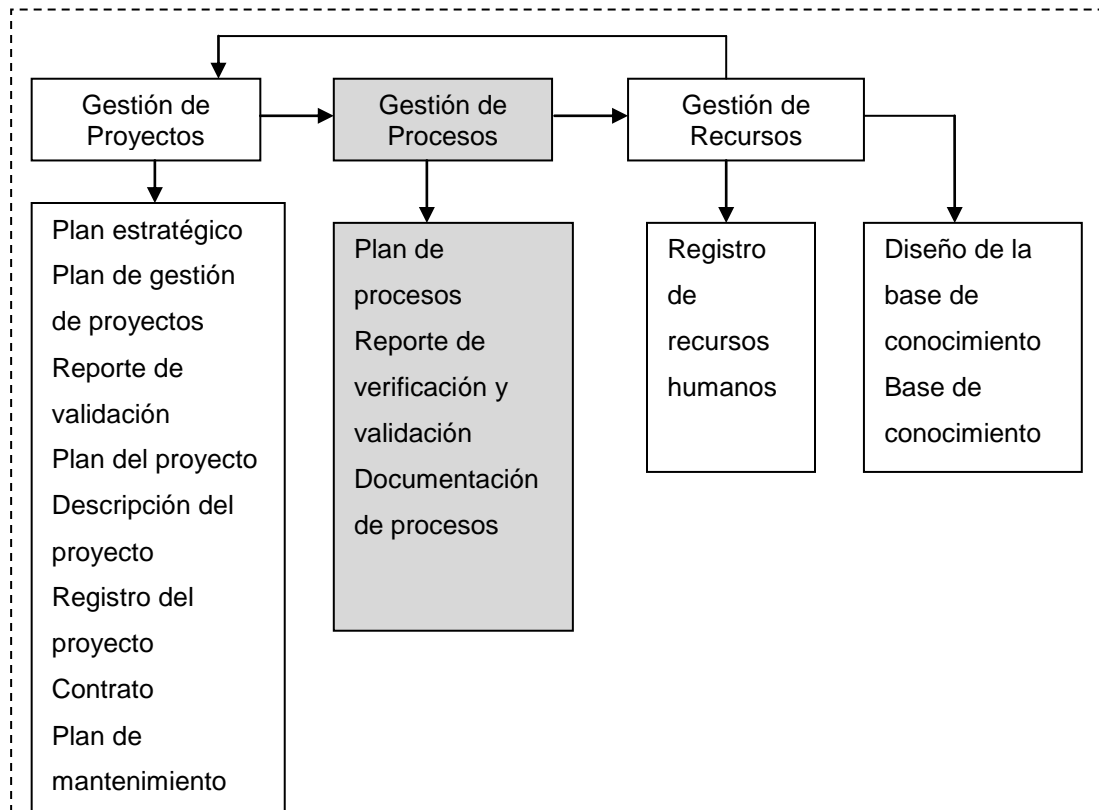 Gestión de
Proyectos
Gestión de
Procesos
Gestión de
Recursos
Plan estratégico
Plan de gestión
de proyectos
Reporte de
validación
Plan del proyecto
Descripción del
proyecto
Registro del
proyecto
Contrato
Plan de
mantenimiento
Plan de
procesos
Reporte de
verificación y
validación
Documentación
de procesos
Registro
de
recursos
humanos
Diseño de la
base de
conocimiento
Base de
conocimiento